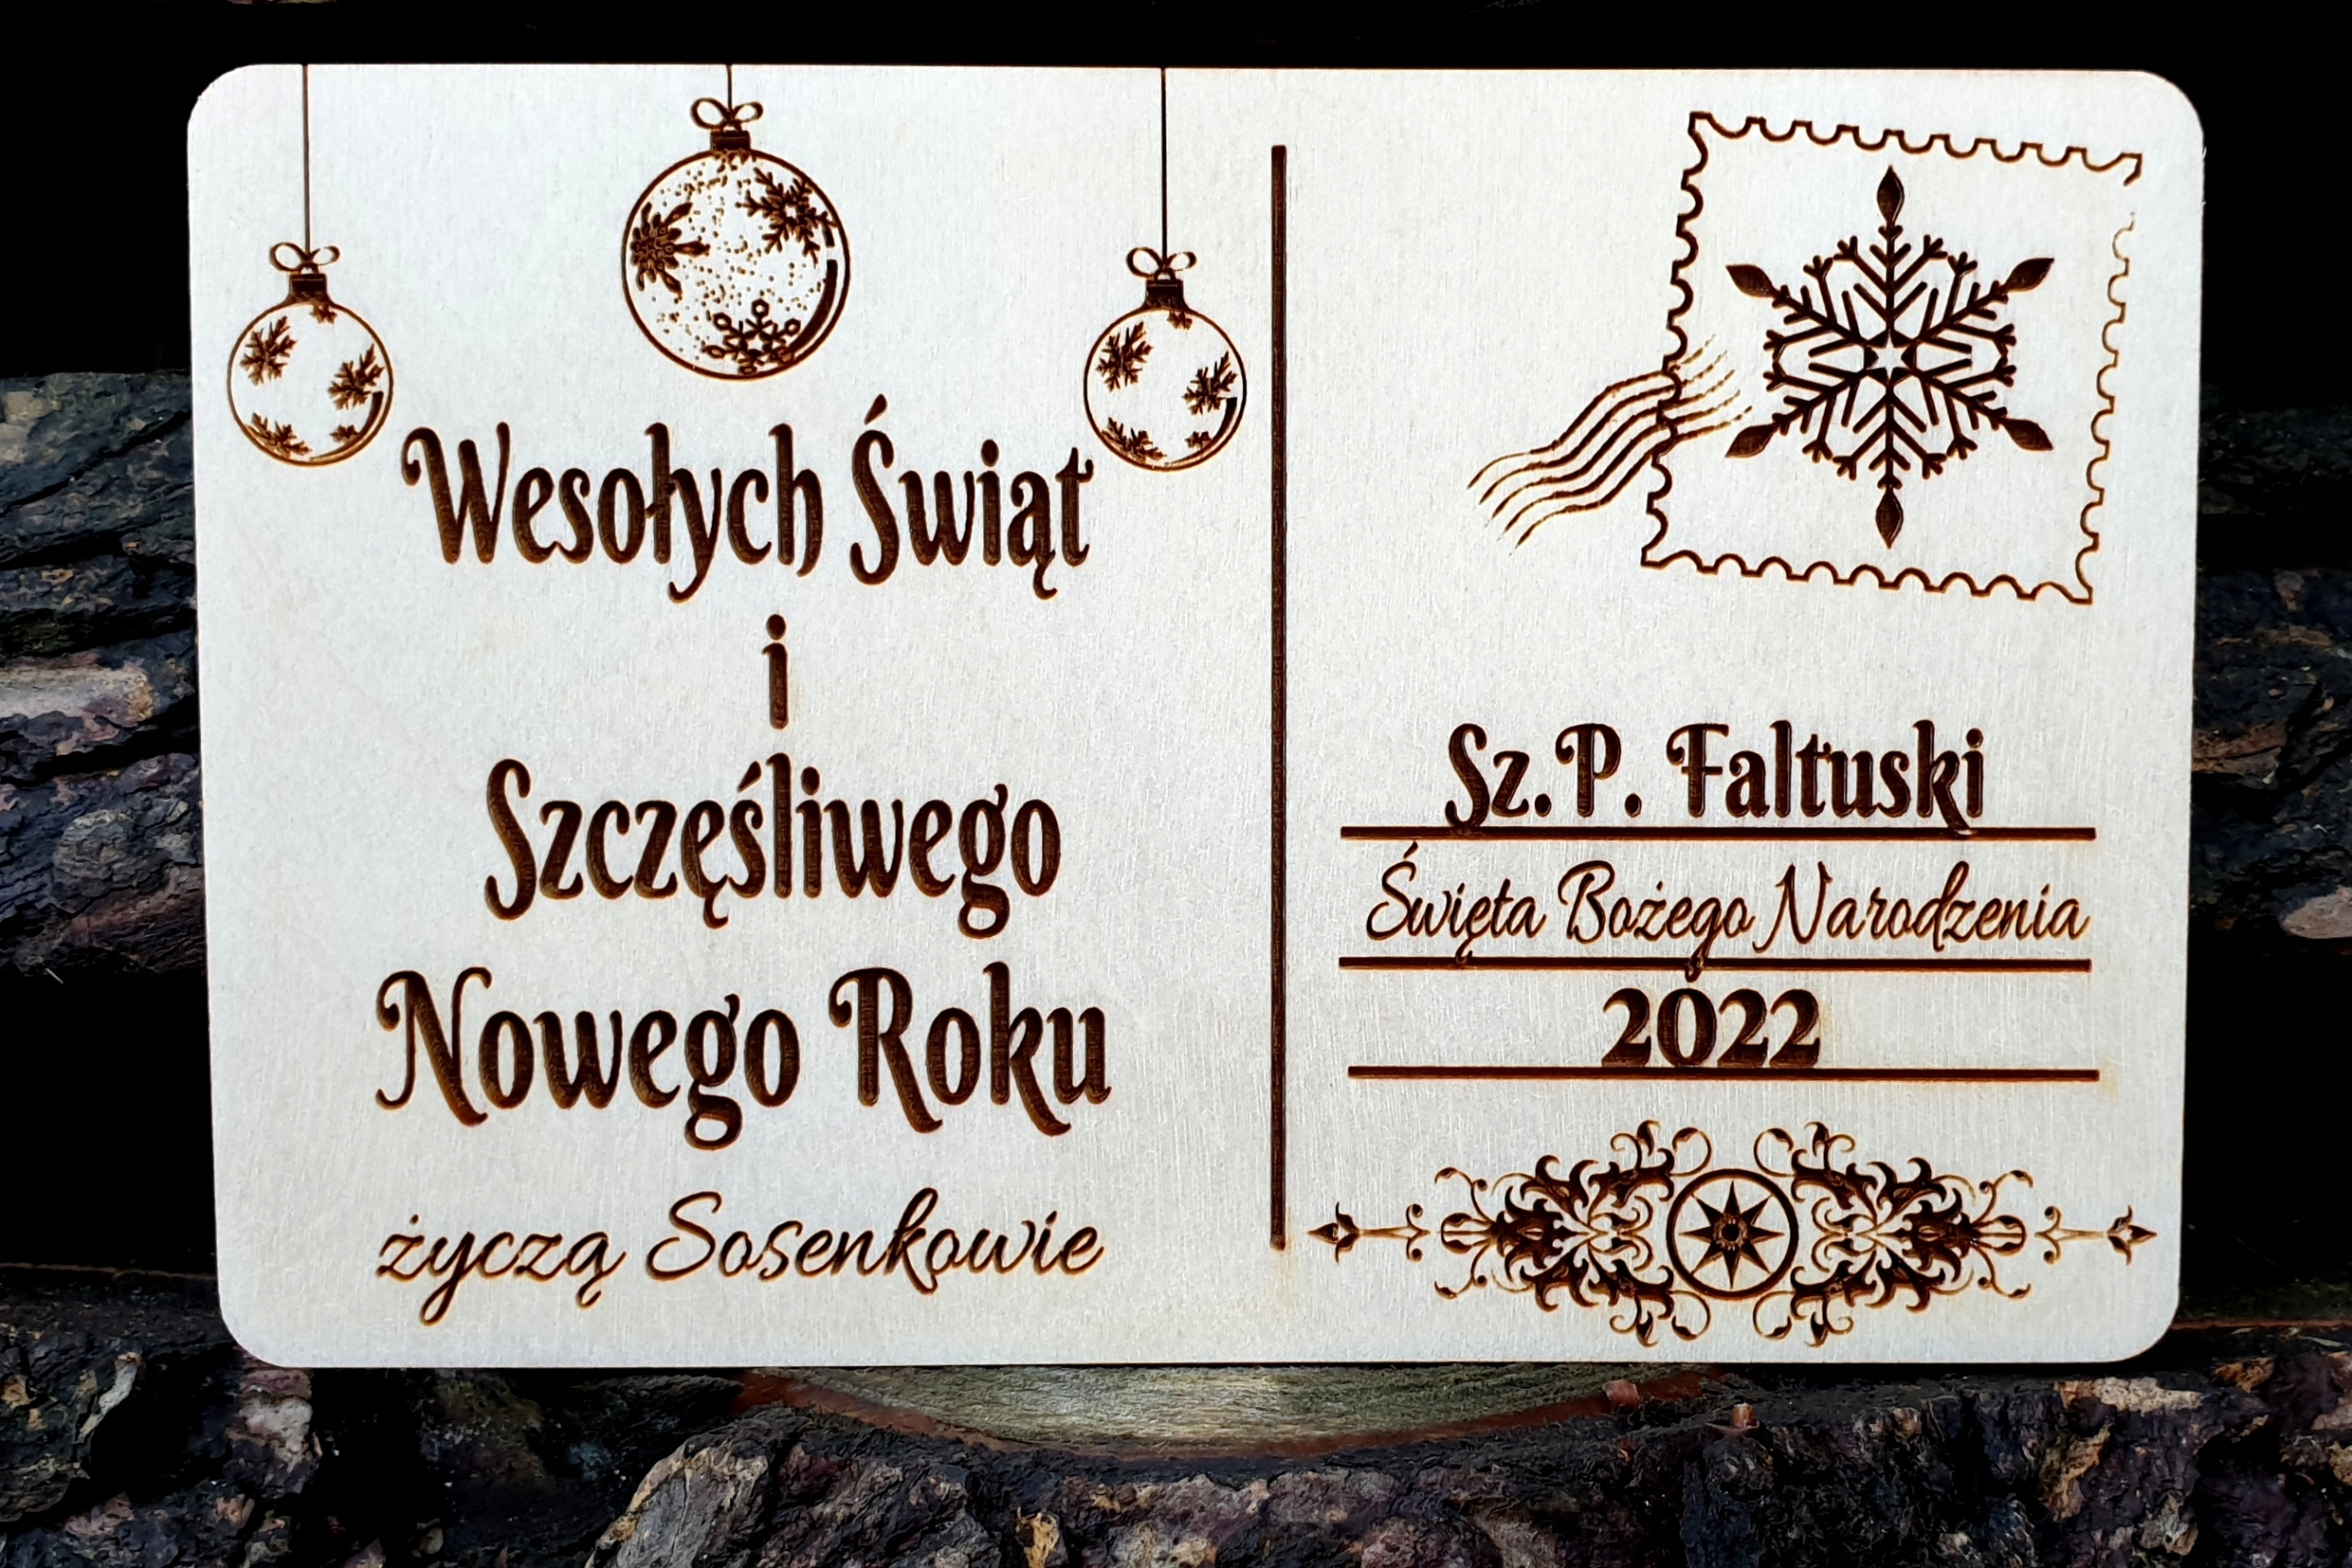 Wesołych Świąt
i
Szczęśliwego
Nowego Roku
życzą Sosenkowie
Sz.P. Faltuski
Święta Bożego Narodzenia
2022